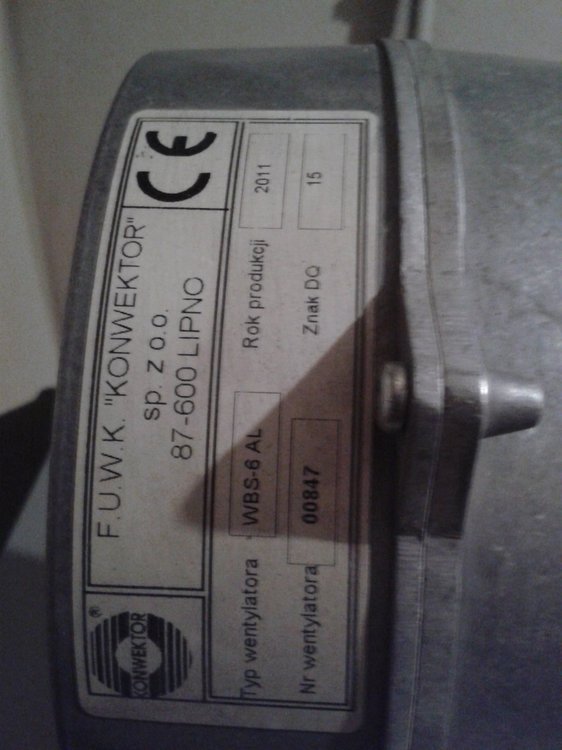 KONWEKTOR
®
F.U.W.K. "KONWEKTOR"
sp. z o.o.
87-600 LIPNO
CE
Typ wentylatora WBS-6 AL Rok produkcji 2011
Nr wentylatora 00847 Znak DQ 15